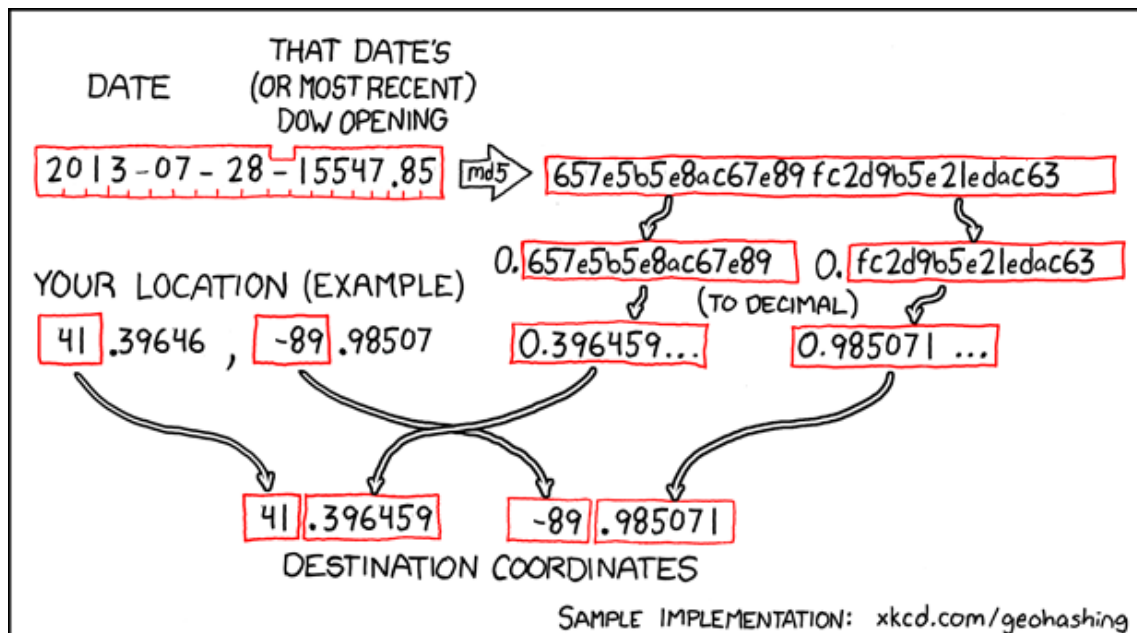 DATE
THAT DATE'S
(OR MOST RECENT)
DOW OPENING
2013-07-28-15547.85
md5
657e5b5e8ac67e89fc2d9b5e21edac63
0.657e5b5e8ac67e89
0.fc2d9b5e21edac63
YOUR LOCATION (EXAMPLE)
(TO DECIMAL)
41.39646, -89.98507
0.396459...
0.985071...
41.396459
-89.985071
DESTINATION COORDINATES
SAMPLE IMPLEMENTATION: xkcd.com/geohashing